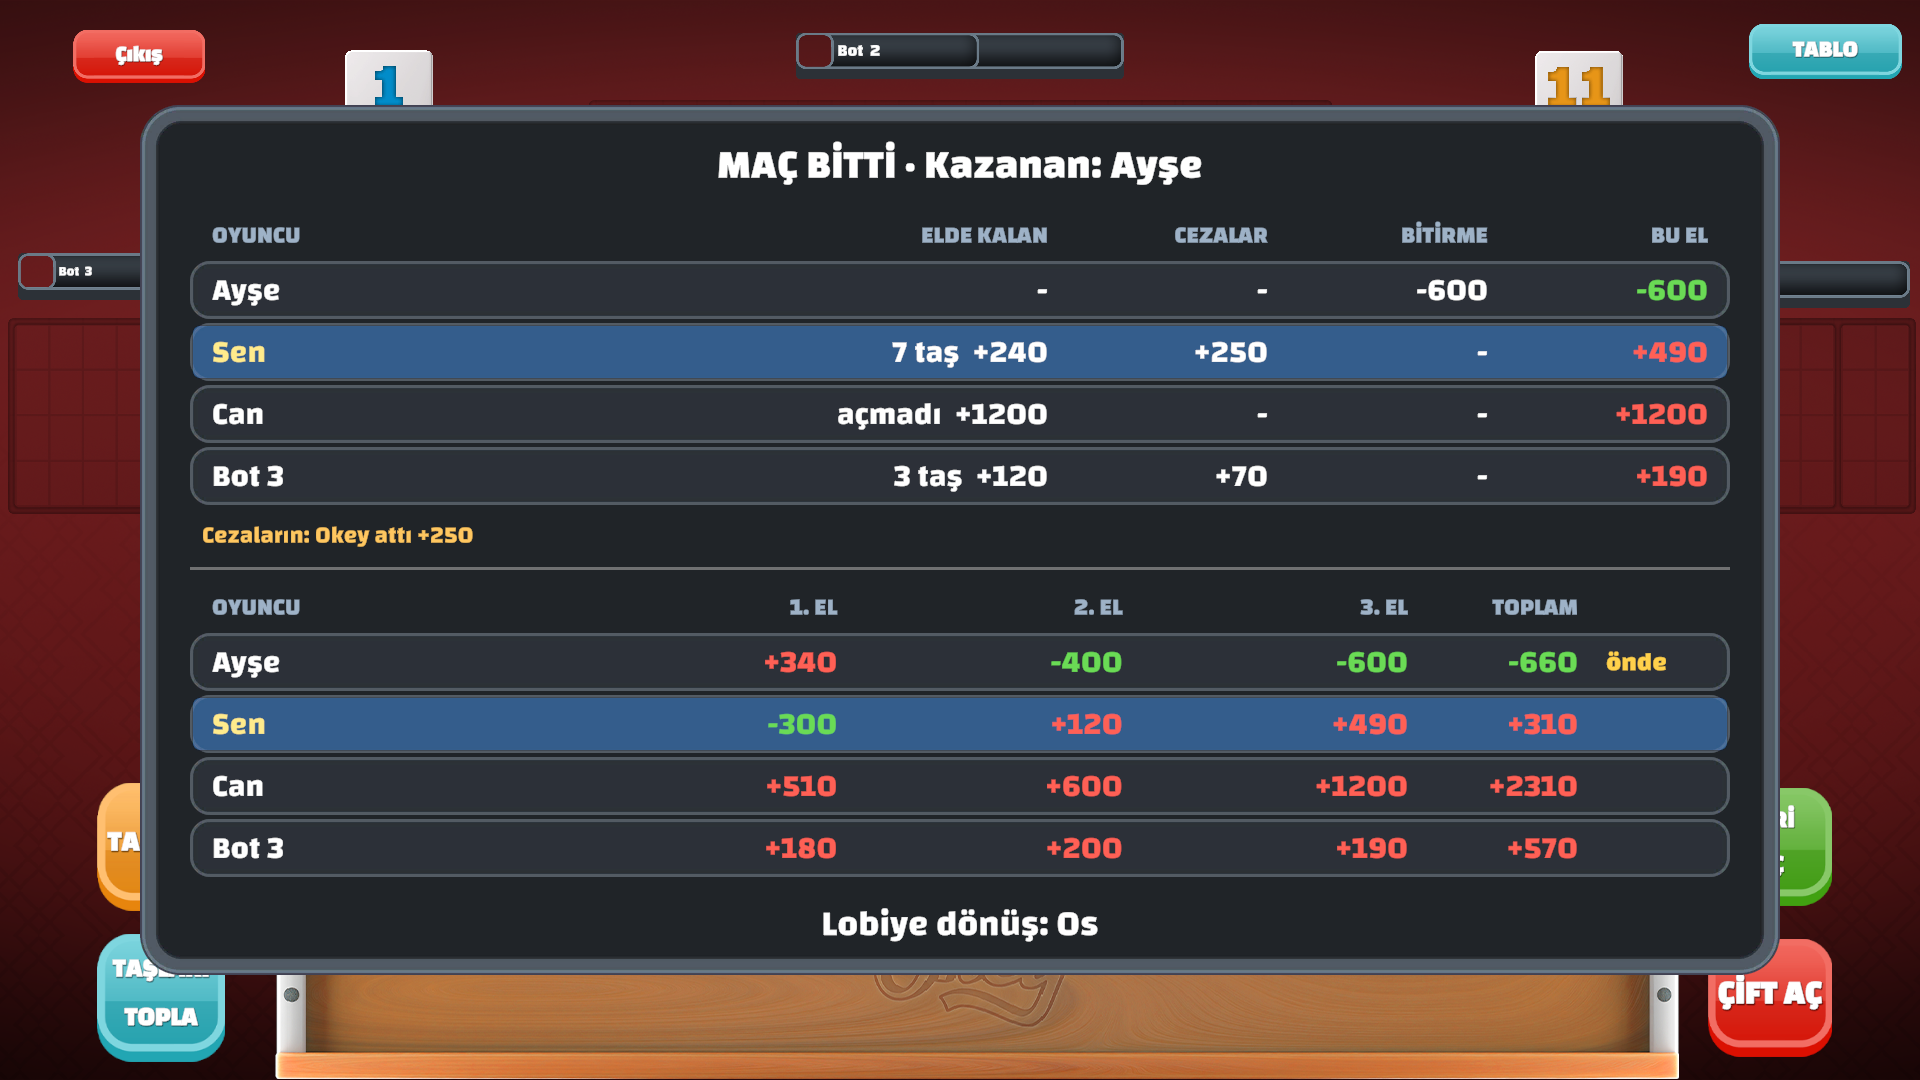 Çıkış
1
Bot 2
11
TABLO
MAÇ BİTTİ · Kazanan: Ayşe
OYUNCU ELDE KALAN CEZALAR BİTİRME BU EL
Bot 3
Ayşe - - -600 -600
Sen 7 taş +240 +250 - +490
Can açmadı +1200 - - +1200
Bot 3 3 taş +120 +70 - +190
Cezaların: Okey attı +250
OYUNCU 1. EL 2. EL 3. EL TOPLAM
Ayşe +340 -400 -600 -660 önde
Sen -300 +120 +490 +310
Can +510 +600 +1200 +2310
Bot 3 +180 +200 +190 +570
Lobiye dönüş: 0s
TOPLA
ÇİFT AÇ